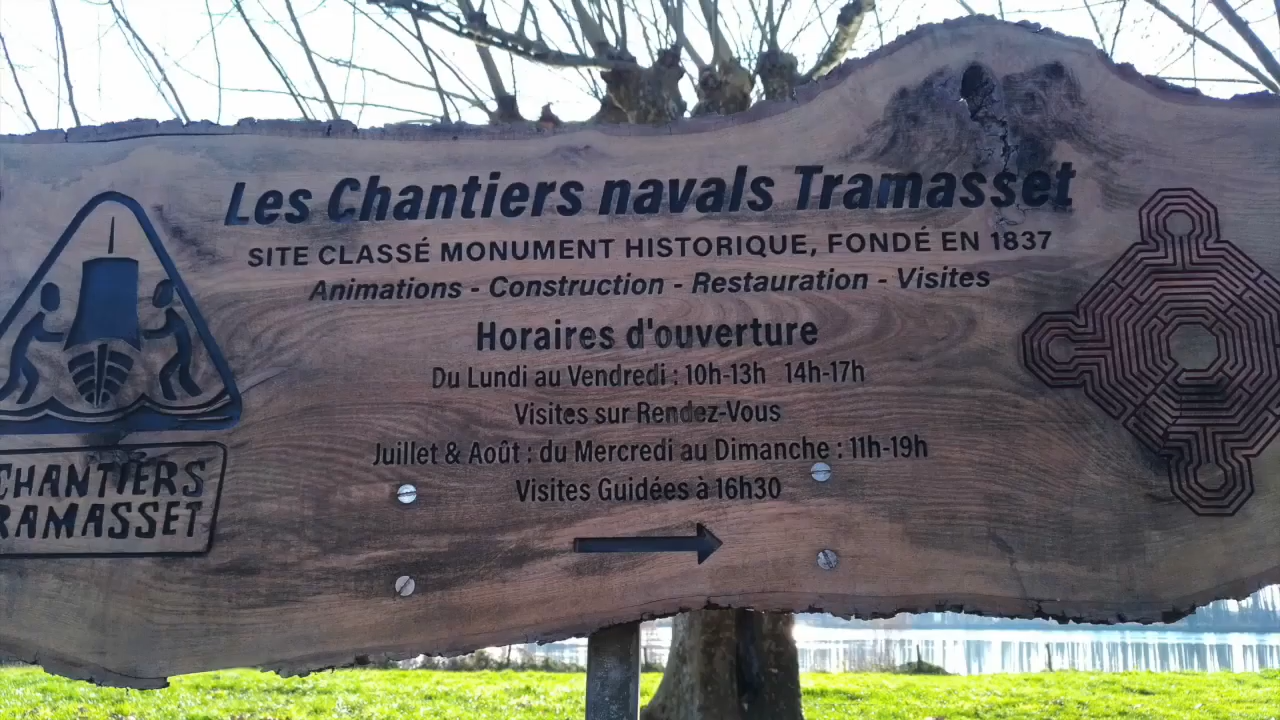 Les Chantiers navals Tramasset
SITE CLASSÉ MONUMENT HISTORIQUE, FONDÉ EN 1837
Animations - Construction - Restauration - Visites
Horaires d'ouverture
Du Lundi au Vendredi : 10h-13h 14h-17h
Visites sur Rendez-Vous
Juillet & Août : du Mercredi au Dimanche : 11h-19h
Visites Guidées à 16h30
CHANTIERS
RAMASSET